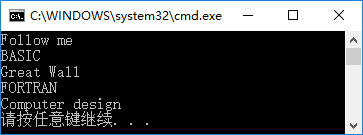 C:\WINDOWS\system32\cmd.exe
Follow me
BASIC
Great Wall
FORTRAN
Computer design
请按任意键继续. . .